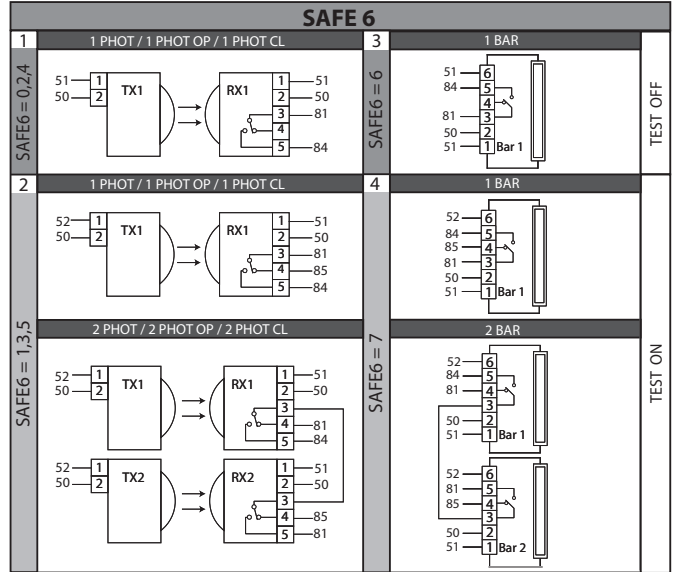 SAFE 6
1
1 PHOT / 1 PHOT OP / 1 PHOT CL
SAFE6 = 0,2,4
51 1
50 2
TX1
RX1
1 51
2 50
3 81
4
5 84
3
1 BAR
SAFE6 = 6
TEST OFF
51 6
84 5
4
81 3
50 2
51 1 Bar 1
2
1 PHOT / 1 PHOT OP / 1 PHOT CL
SAFE6 = 1,3,5
52 1
50 2
TX1
RX1
1 51
2 50
3 81
4 85
5 84
2 PHOT / 2 PHOT OP / 2 PHOT CL
52 1
50 2
TX1
RX1
1 51
2 50
3
4 81
5 84
52 1
50 2
TX2
RX2
1 51
2 50
3
4 85
5 81
4
1 BAR
SAFE6 = 7
TEST ON
52 6
84 5
85 4
81 3
50 2
51 1 Bar 1
2 BAR
52 6
84 5
81 4
3
50 2
51 1 Bar 1
52 6
81 5
85 4
3
50 2
51 1 Bar 2